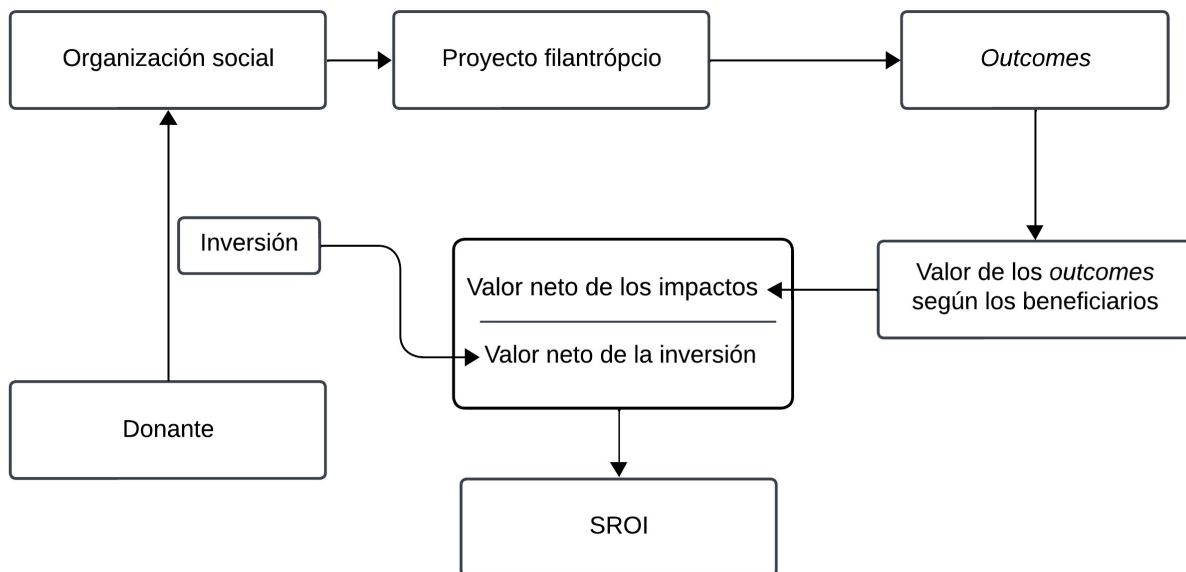 Organización social
Proyecto filantrópcio
Outcomes
Inversión
Valor neto de los impactos
Valor de los outcomes
según los beneficiarios
Valor neto de la inversión
Donante
SROI